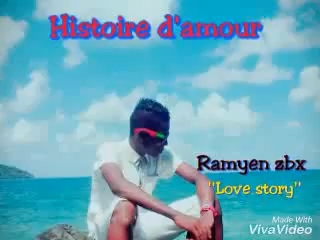 Histoire d'amour
Ramyen zbx
"Love story"
Made With
VivaVideo